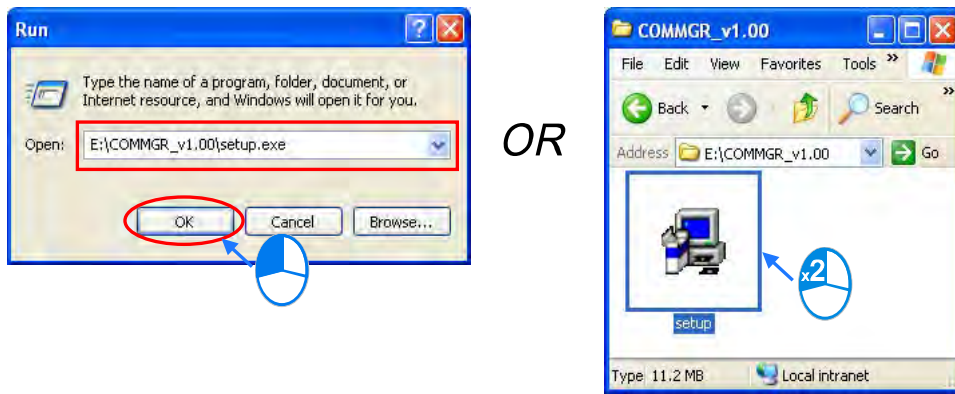 Run
Type the name of a program, folder, document, or
Internet resource, and Windows will open it for you.
Open: E:\COMMGR_v1.00\setup.exe
OK Cancel Browse...
OR
COMMGR_v1.00
File Edit View Favorites Tools »
Back Search »
Address E:\COMMGR_v1.00 Go
x2
setup
Type 11.2 MB Local intranet